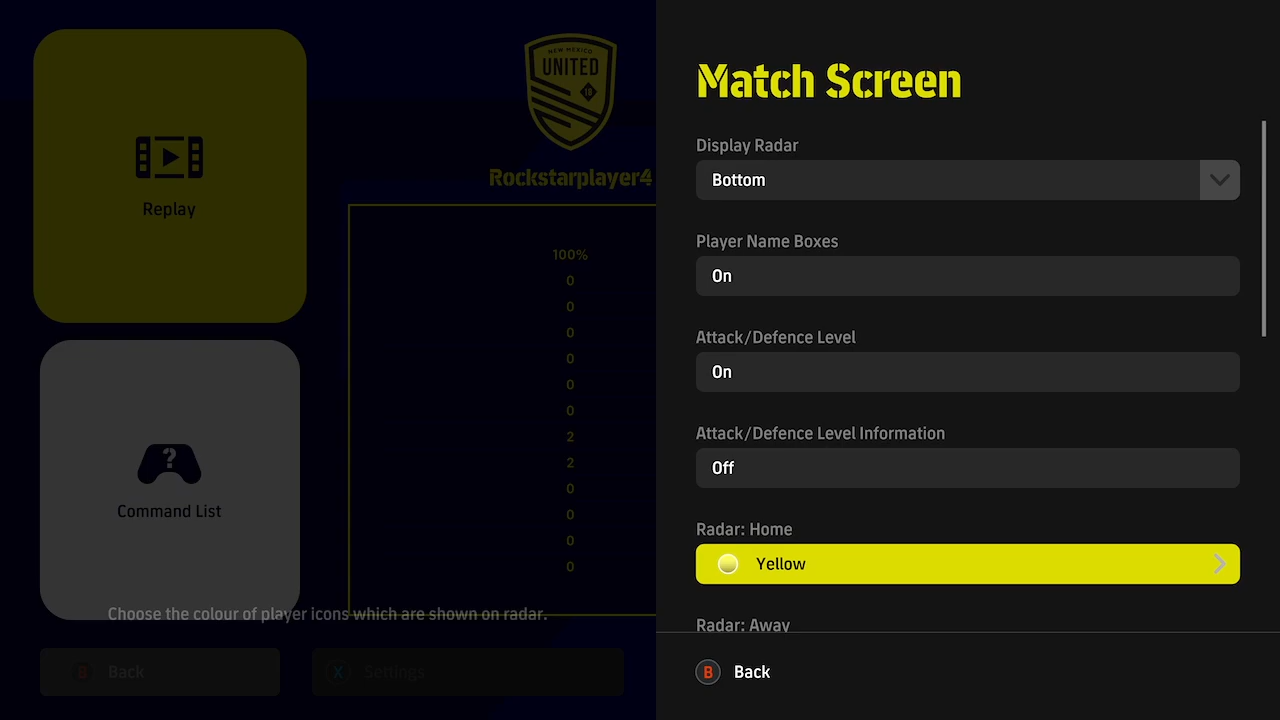 Replay
Command List
NEW MEXICO
UNITED
18
Rockstarplayer4
100%
0
0
0
0
0
0
2
2
0
0
0
0
Choose the colour of player icons which are shown on radar.
B Back
X Settings
Match Screen
Display Radar
Bottom
Player Name Boxes
On
Attack/Defence Level
On
Attack/Defence Level Information
Off
Radar: Home
Yellow
Radar: Away
B Back